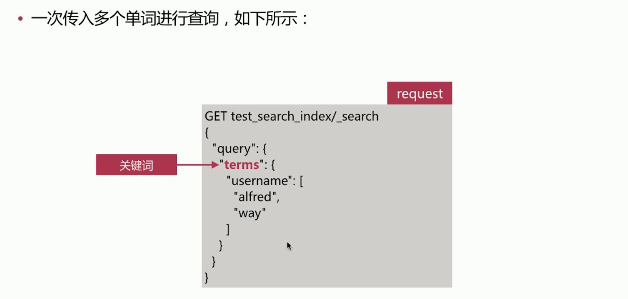 • 一次传入多个单词进行查询，如下所示：
request
GET test_search_index/_search
{
"query": {
关键词
"terms": {
"username": [
"alfred",
"way"
]
}
}
}